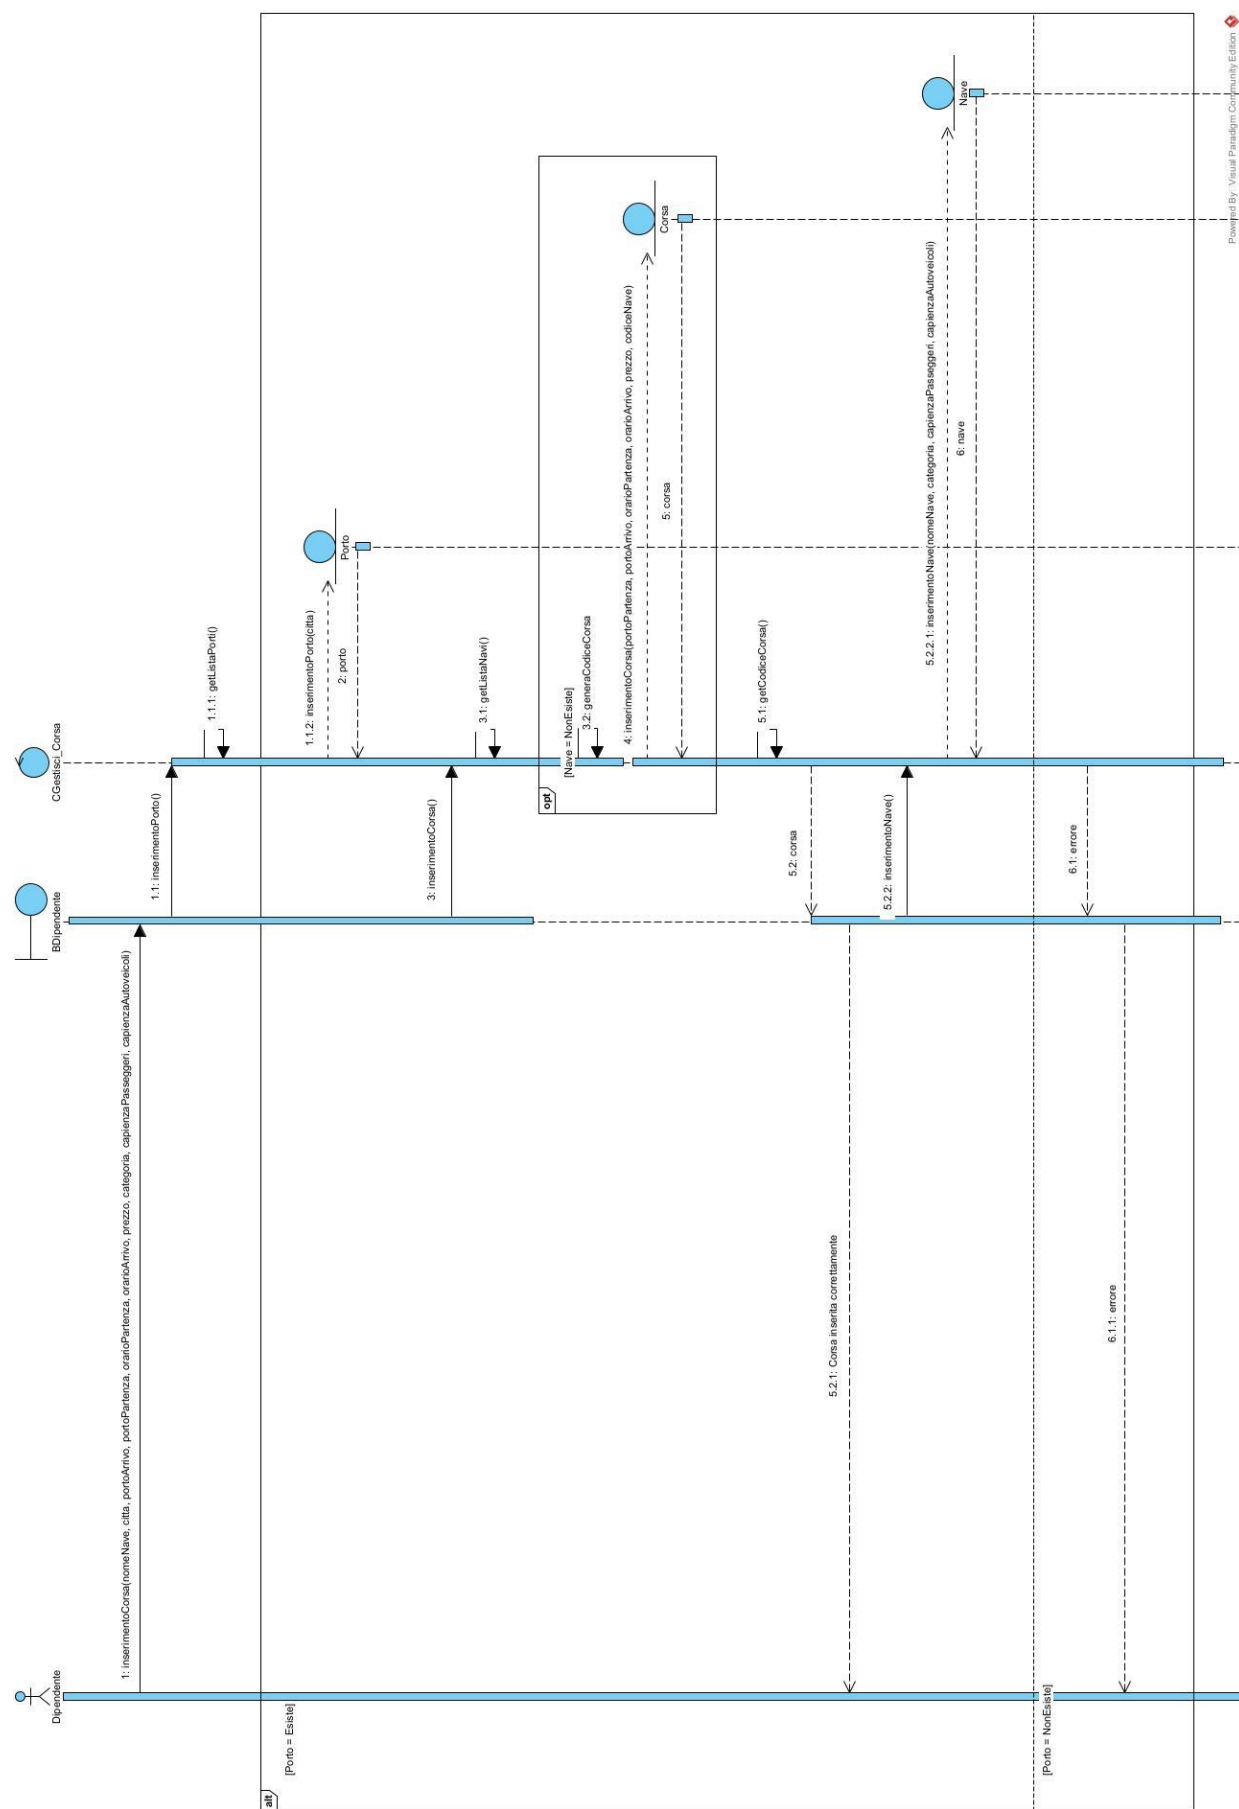 Dipendente
BDipendente
CGestisci_Corsa
1: inserimentoCorsa(nomeNave, citta, portoArrivo, portoPartenza, orarioPartenza, orarioArrivo, prezzo, categoria, capienzaPasseggeri, capienzaAutoveicoli)
1.1: inserimentoPorto()
1.1.1: getListaPorti()
alt
[Porto = Esiste]
1.1.2: inserimentoPorto(citta)
Porto
2: porto
3: inserimentoCorsa()
3.1: getListaNavi()
opt
[Nave = NonEsiste]
3.2: generaCodiceCorsa
4: inserimentoCorsa(portoPartenza, portoArrivo, orarioPartenza, orarioArrivo, prezzo, codiceNave)
Corsa
5: corsa
5.1: getCodiceCorsa()
5.2: corsa
5.2.1: Corsa inserita correttamente
5.2.2: inserimentoNave()
5.2.2.1: inserimentoNave(nomeNave, categoria, capienzaPasseggeri, capienzaAutoveicoli)
Nave
6: nave
[Porto = NonEsiste]
6.1: errore
6.1.1: errore
Powered By Visual Paradigm Community Edition